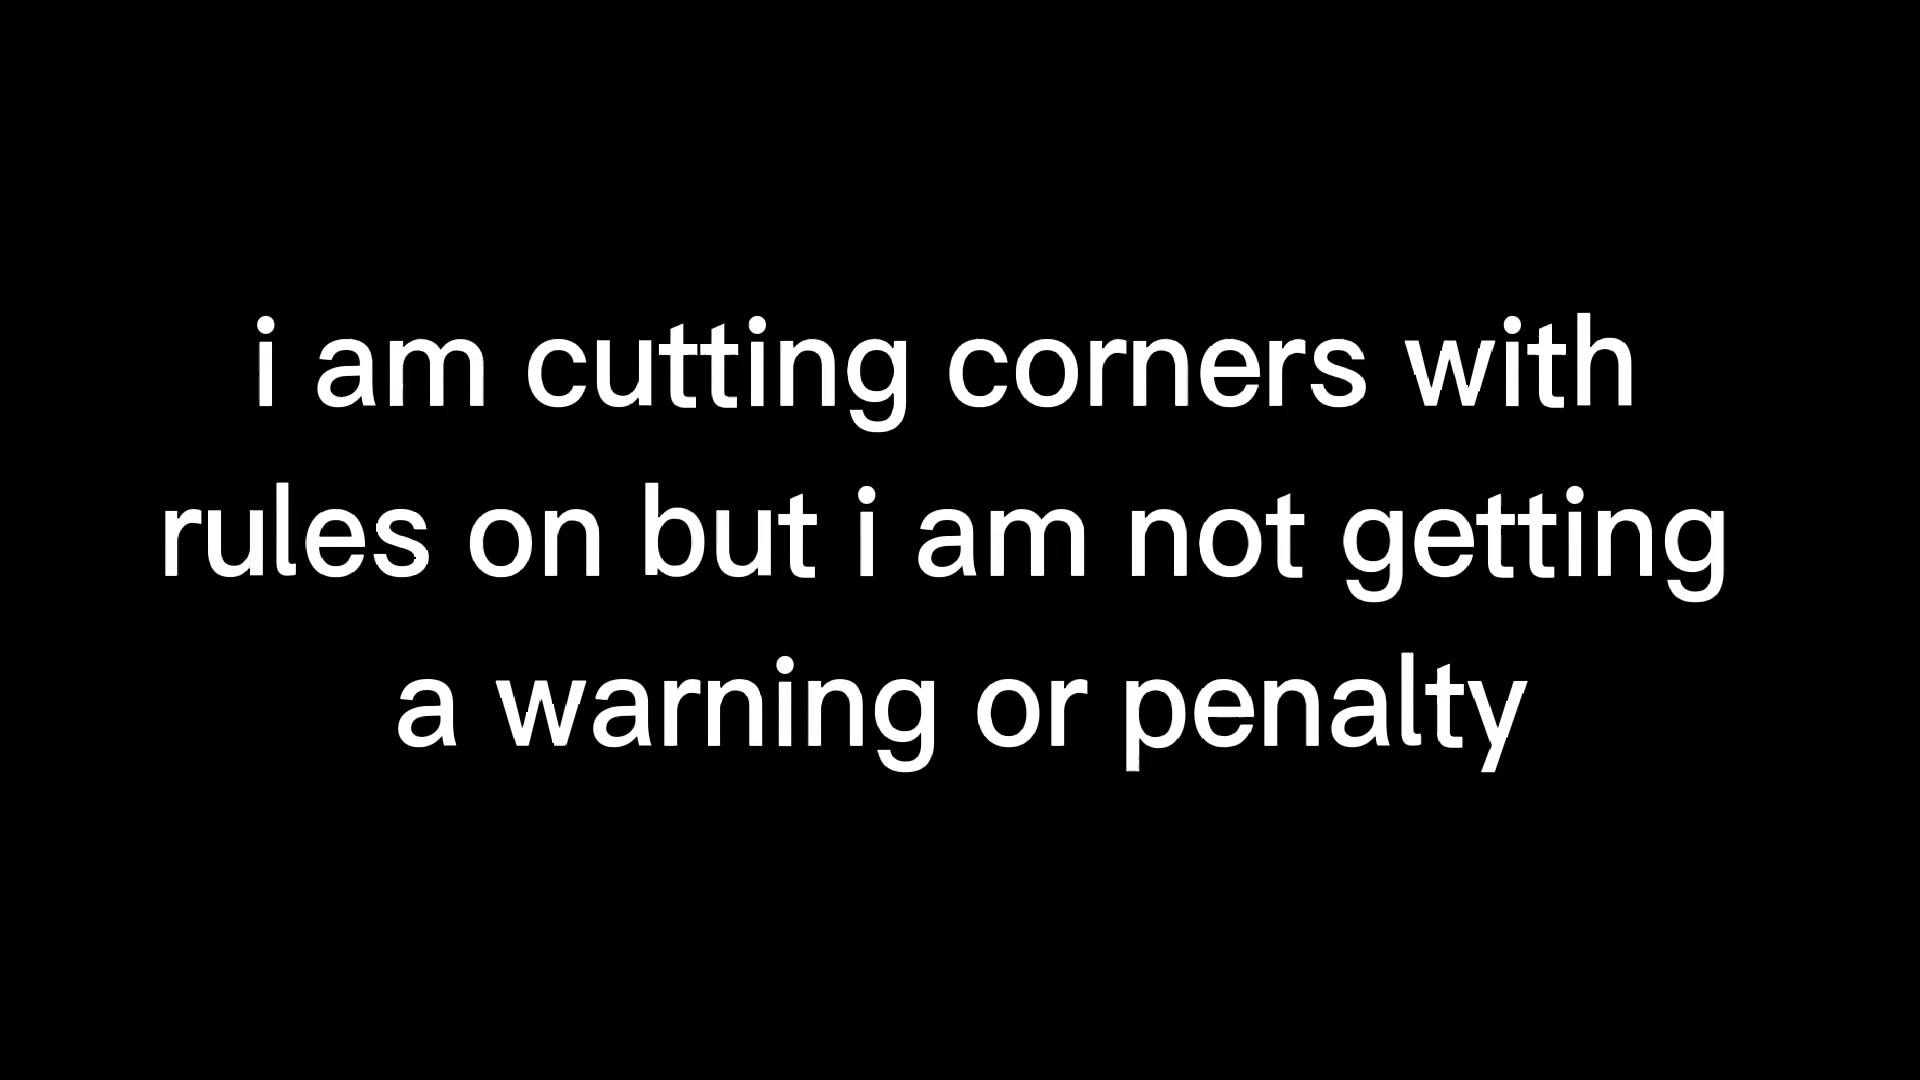 i am cutting corners with
rules on but i am not getting
a warning or penalty